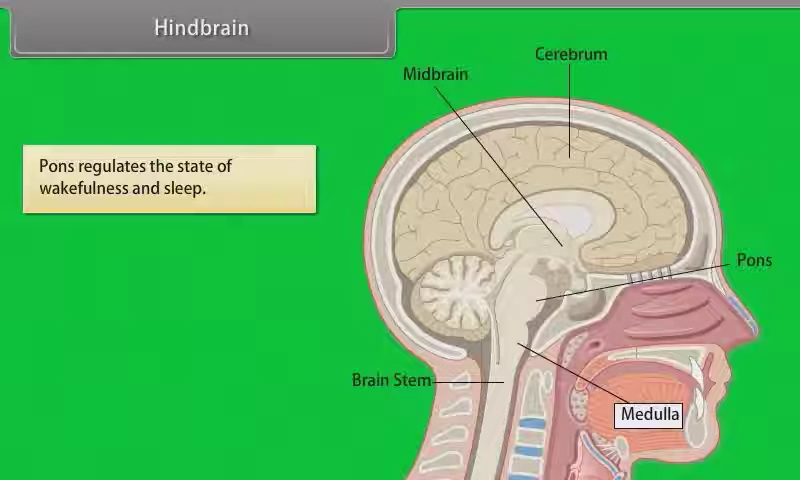 Hindbrain
Cerebrum
Midbrain
Pons regulates the state of
wakefulness and sleep.
Pons
Brain Stem
Medulla